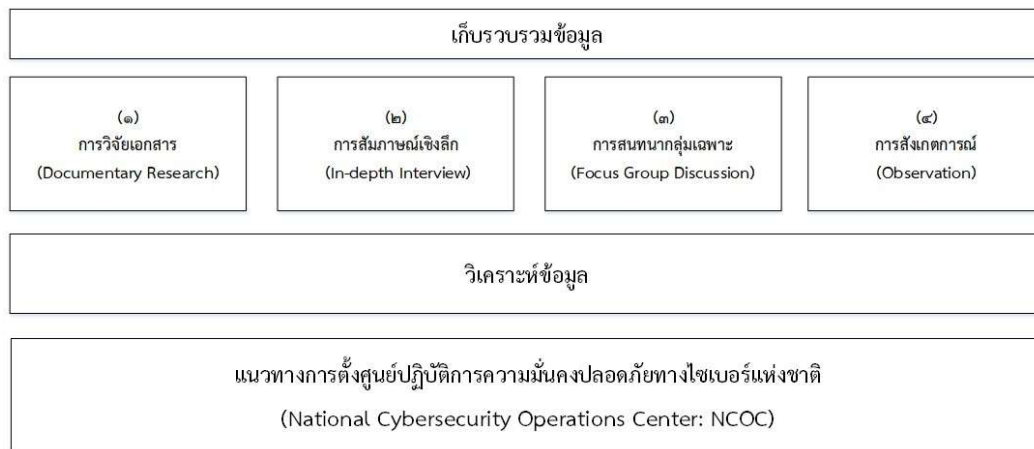 เก็บรวบรวมข้อมูล
(๑)
การวิจัยเอกสาร
(Documentary Research)
(๒)
การสัมภาษณ์เชิงลึก
(In-depth Interview)
(๓)
การสนทนากลุ่มเฉพาะ
(Focus Group Discussion)
(๔)
การสังเกตการณ์
(Observation)
วิเคราะห์ข้อมูล
แนวทางการตั้งศูนย์ปฏิบัติการความมั่นคงปลอดภัยทางไซเบอร์แห่งชาติ
(National Cybersecurity Operations Center: NCOC)